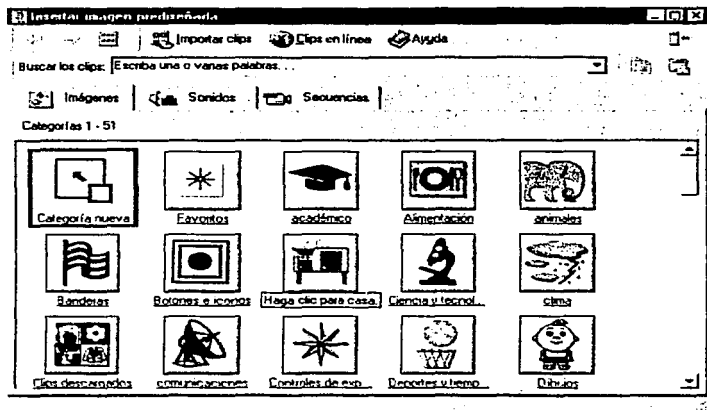 Insertar imagen prediseñada
Importar clips Clips en línea Ayuda
Buscar los clips: Escriba una o varias palabras...
Imágenes Sonidos Secuencias
Categorías 1 - 51
Categoría nueva Favoritos académico Alimentación animales
Banderas Botones e iconos Haga clic para casa. Ciencia y tecnol... clima
Clips descargados comunicaciones Controles de exp... Deportes y tiemp... Dibujos